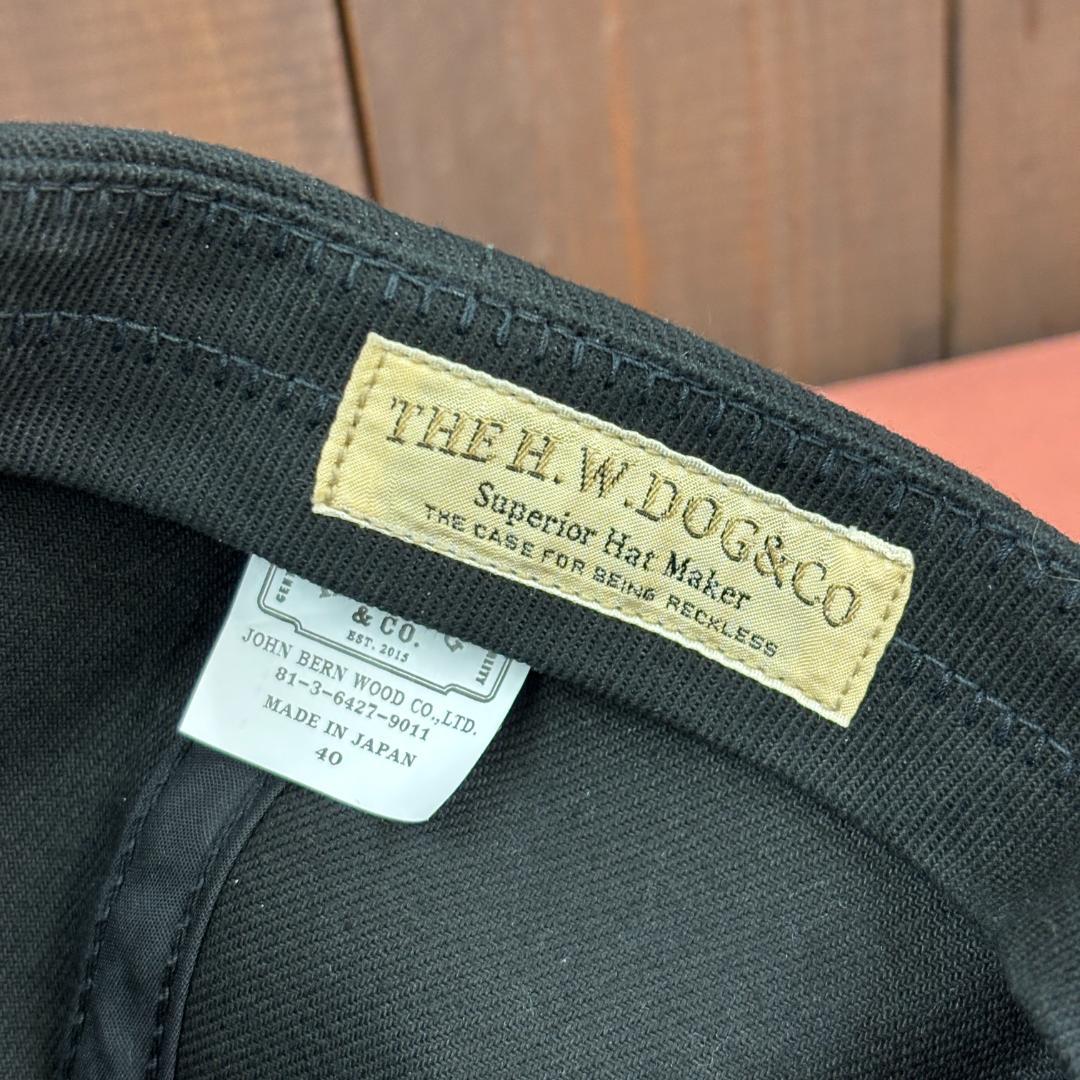 THE H.W.DOG&CO
Superior Hat Maker
THE CASE FOR BEING RECKLESS
& CO.
EST. 2015
JOHN BERN WOOD CO.,LTD.
81-3-6427-9011
MADE IN JAPAN
40